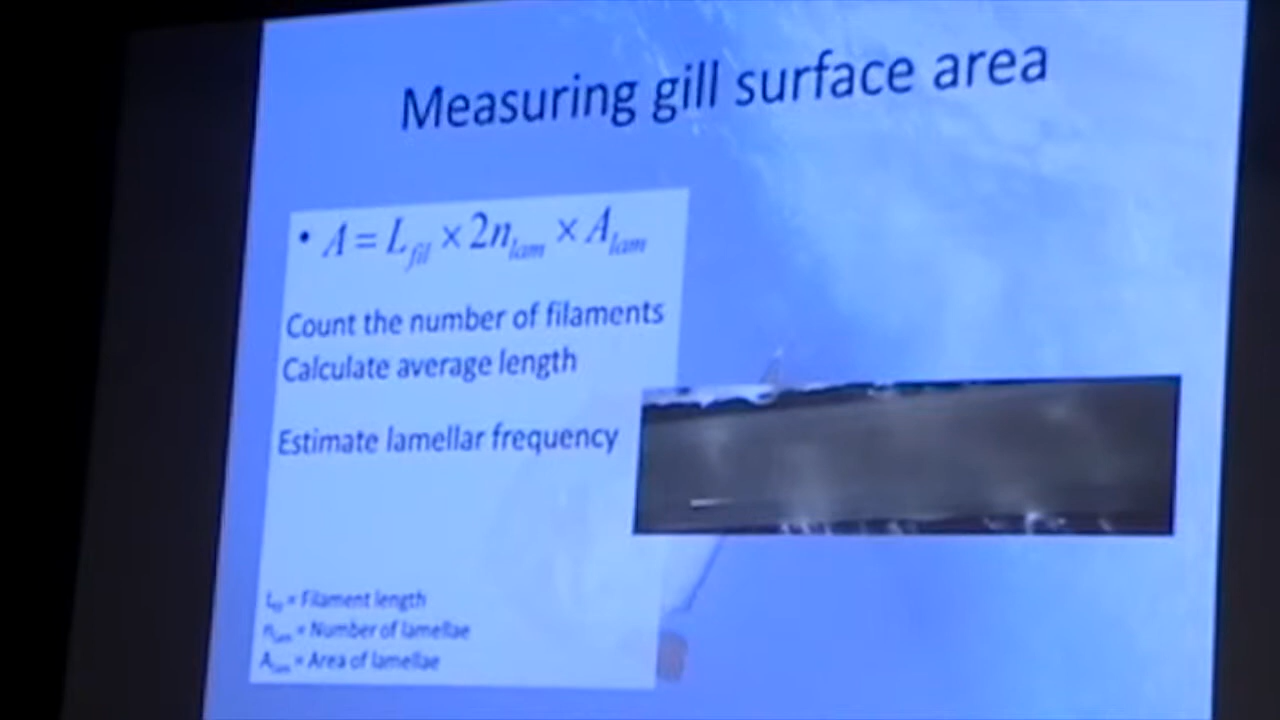 Measuring gill surface area
• A = L_fil × 2n_lam × A_lam
Count the number of filaments
Calculate average length
Estimate lamellar frequency
L_fil = Filament length
n_lam = Number of lamellae
A_lam = Area of lamellae